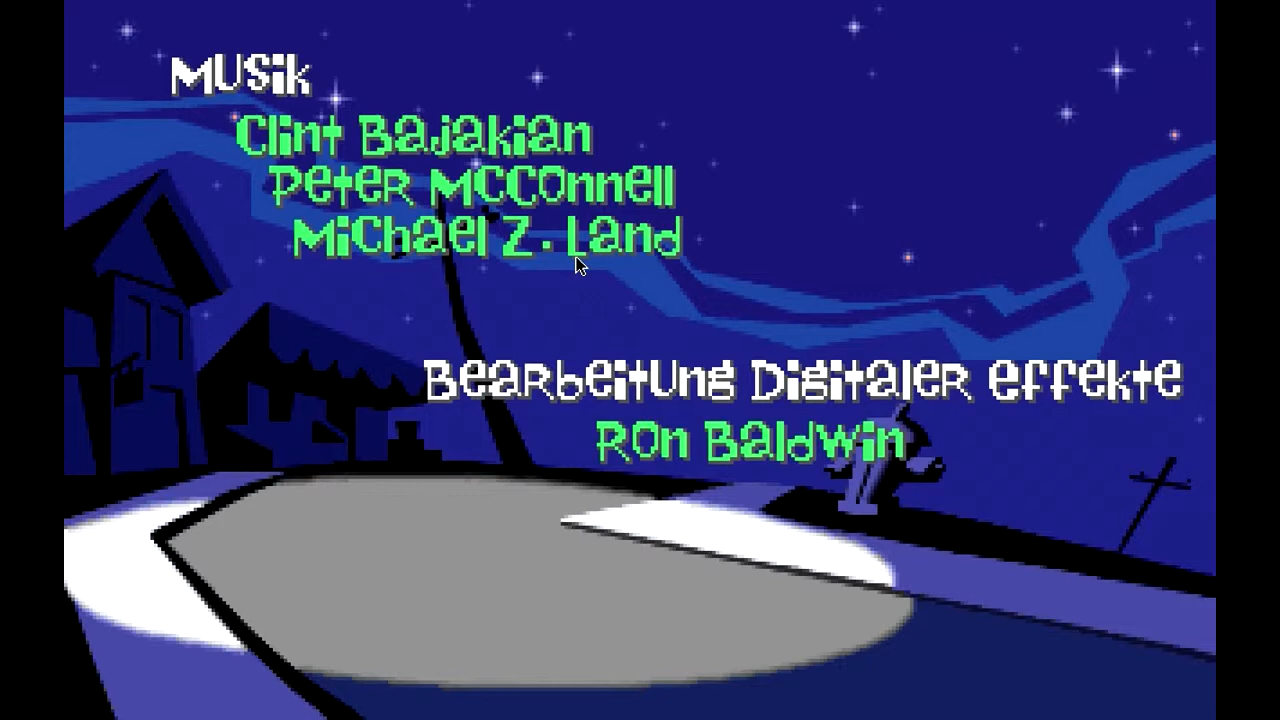 Musik
Clint Bajakian
Peter McConnell
Michael Z. Land
Bearbeitung Digitaler Effekte
Ron Baldwin